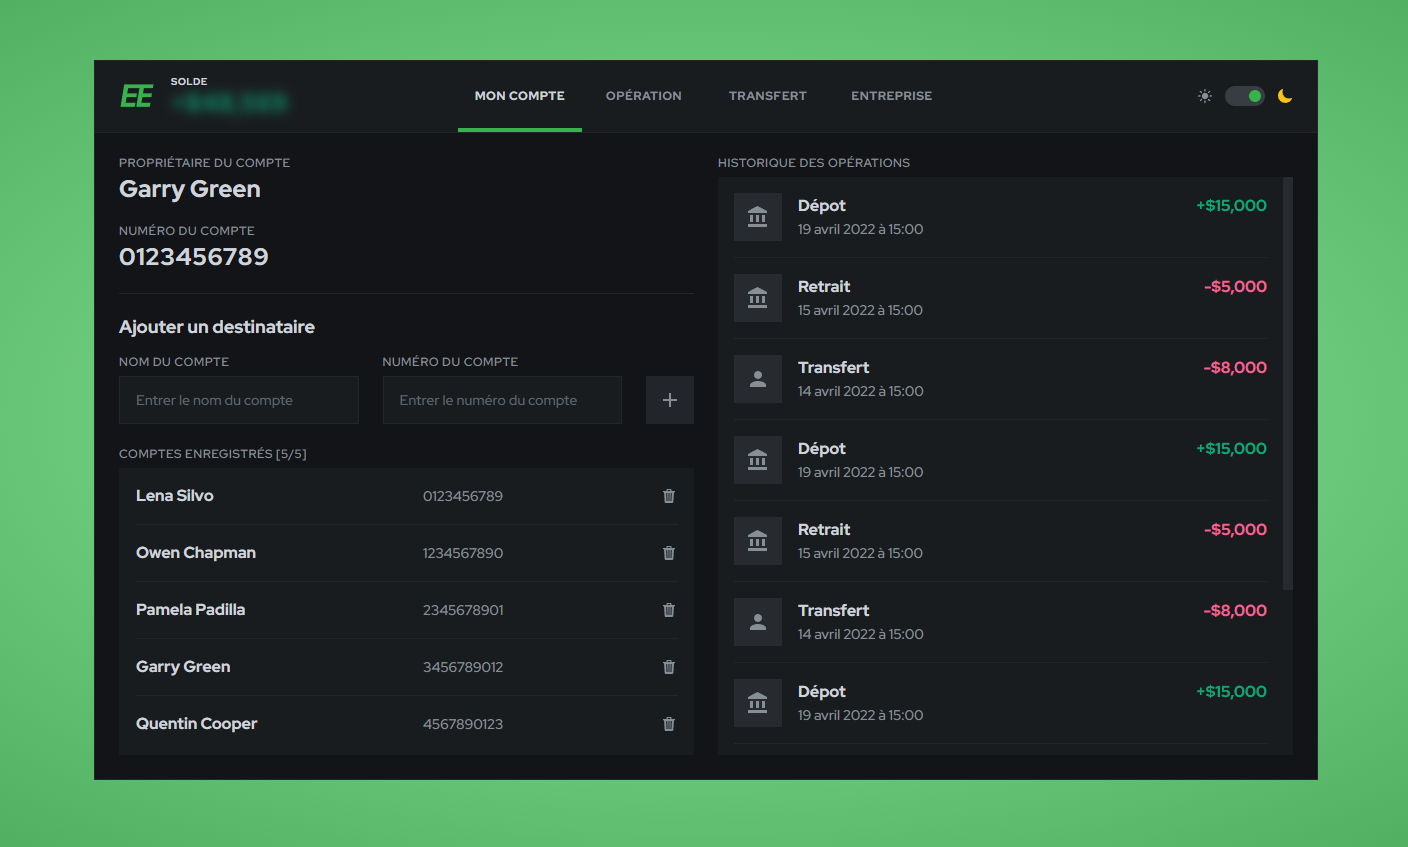 EE
SOLDE
MON COMPTE
OPÉRATION
TRANSFERT
ENTREPRISE
PROPRIÉTAIRE DU COMPTE
Garry Green
NUMÉRO DU COMPTE
0123456789
Ajouter un destinataire
NOM DU COMPTE
NUMÉRO DU COMPTE
Entrer le nom du compte
Entrer le numéro du compte
COMPTES ENREGISTRÉS [5/5]
Lena Silvo 0123456789
Owen Chapman 1234567890
Pamela Padilla 2345678901
Garry Green 3456789012
Quentin Cooper 4567890123
HISTORIQUE DES OPÉRATIONS
Dépot +$15,000
19 avril 2022 à 15:00
Retrait -$5,000
15 avril 2022 à 15:00
Transfert -$8,000
14 avril 2022 à 15:00
Dépot +$15,000
19 avril 2022 à 15:00
Retrait -$5,000
15 avril 2022 à 15:00
Transfert -$8,000
14 avril 2022 à 15:00
Dépot +$15,000
19 avril 2022 à 15:00